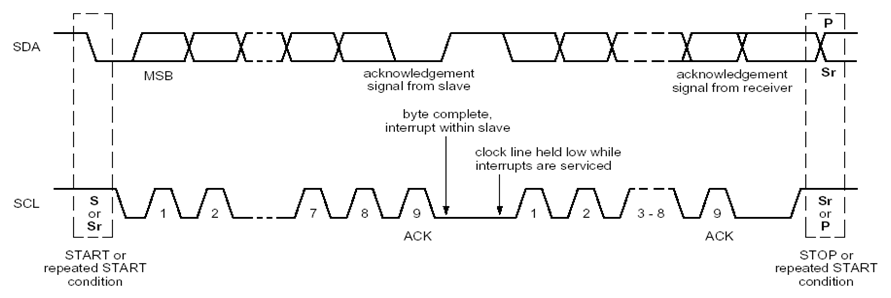 P
SDA
MSB
acknowledgement
signal from slave
acknowledgement
signal from receiver
Sr
byte complete,
interrupt within slave
clock line held low while
interrupts are serviced
SCL
S
or
Sr
1
2
7
8
9
1
2
3 - 8
9
Sr
or
P
ACK
ACK
START or
repeated START
condition
STOP or
repeated START
condition